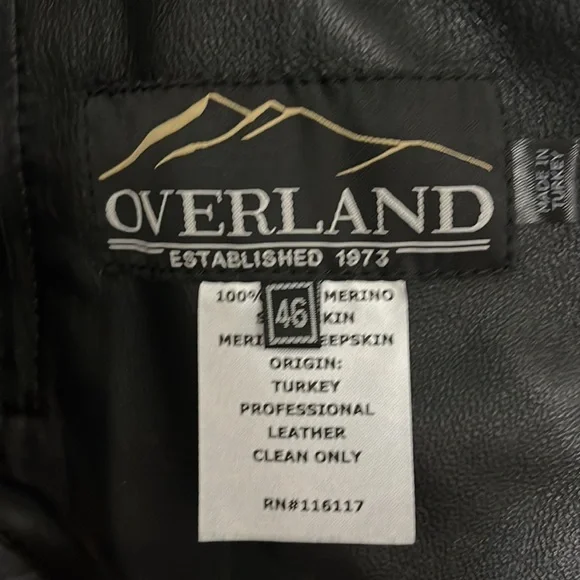 OVERLAND
ESTABLISHED 1973
MADE IN
TURKEY
46
100% MERINO
KIN
MERI EEPSKIN
ORIGIN:
TURKEY
PROFESSIONAL
LEATHER
CLEAN ONLY
RN#116117